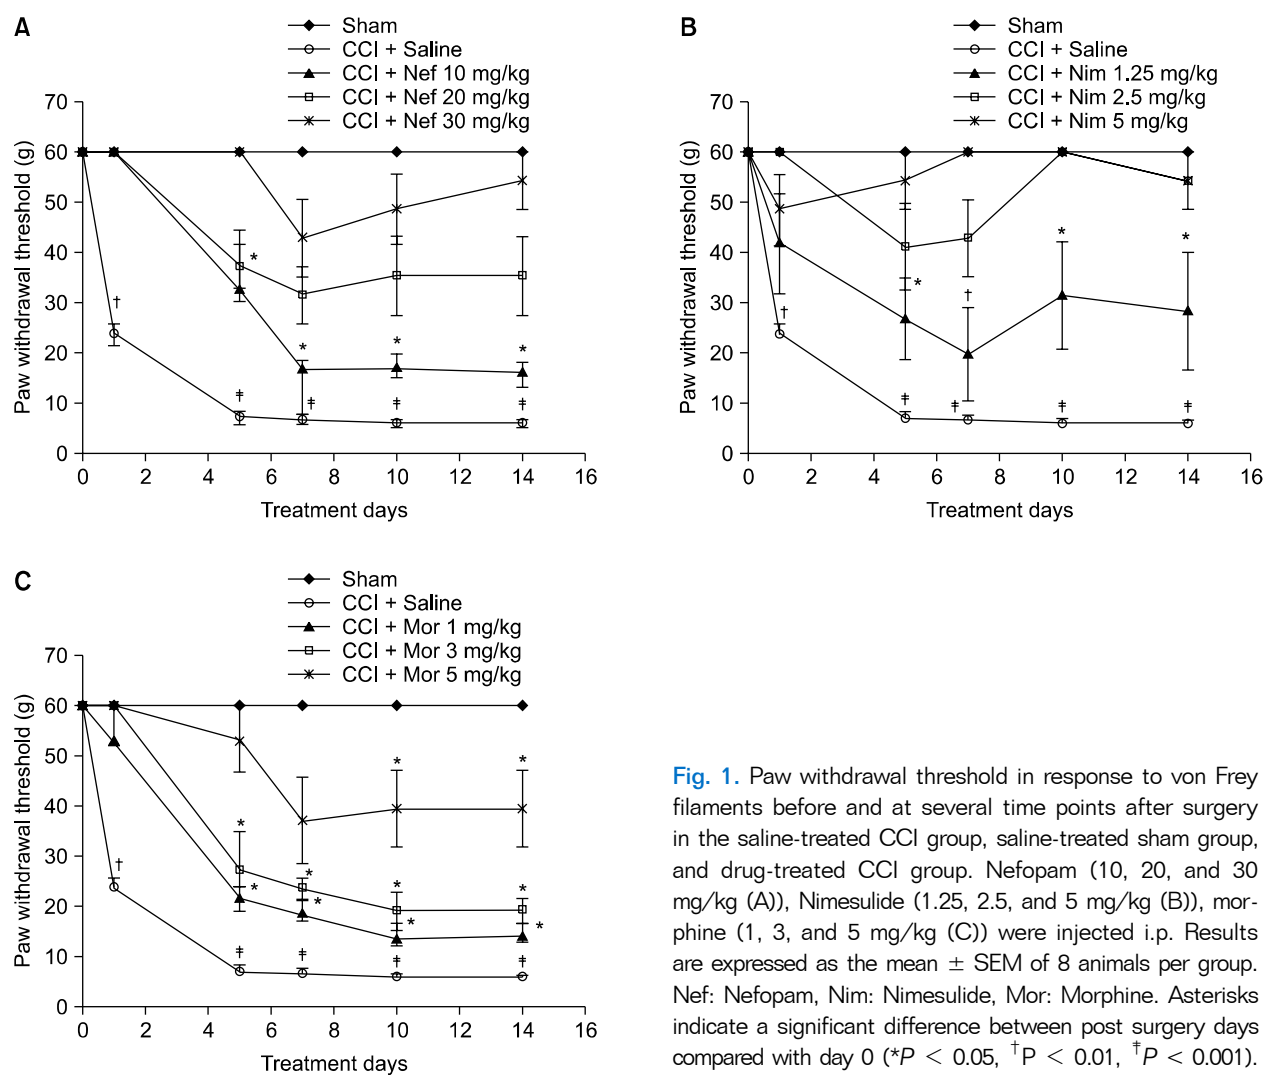 A
Sham
CCI + Saline
CCI + Nef 10 mg/kg
CCI + Nef 20 mg/kg
CCI + Nef 30 mg/kg
70
60
50
40
30
20
10
0
Paw withdrawal threshold (g)
† * ‡ * ‡ * ‡ * ‡
0 2 4 6 8 10 12 14 16
Treatment days
B
Sham
CCI + Saline
CCI + Nim 1.25 mg/kg
CCI + Nim 2.5 mg/kg
CCI + Nim 5 mg/kg
70
60
50
40
30
20
10
0
Paw withdrawal threshold (g)
† * ‡ † ‡ * ‡ * ‡
0 2 4 6 8 10 12 14 16
Treatment days
C
Sham
CCI + Saline
CCI + Mor 1 mg/kg
CCI + Mor 3 mg/kg
CCI + Mor 5 mg/kg
70
60
50
40
30
20
10
0
Paw withdrawal threshold (g)
† * * ‡ * * ‡ * * * ‡ * * * ‡
0 2 4 6 8 10 12 14 16
Treatment days
Fig. 1. Paw withdrawal threshold in response to von Frey
filaments before and at several time points after surgery
in the saline-treated CCI group, saline-treated sham group,
and drug-treated CCI group. Nefopam (10, 20, and 30
mg/kg (A)), Nimesulide (1.25, 2.5, and 5 mg/kg (B)), mor-
phine (1, 3, and 5 mg/kg (C)) were injected i.p. Results
are expressed as the mean ± SEM of 8 animals per group.
Nef: Nefopam, Nim: Nimesulide, Mor: Morphine. Asterisks
indicate a significant difference between post surgery days
compared with day 0 (*P < 0.05, †P < 0.01, ‡P < 0.001).